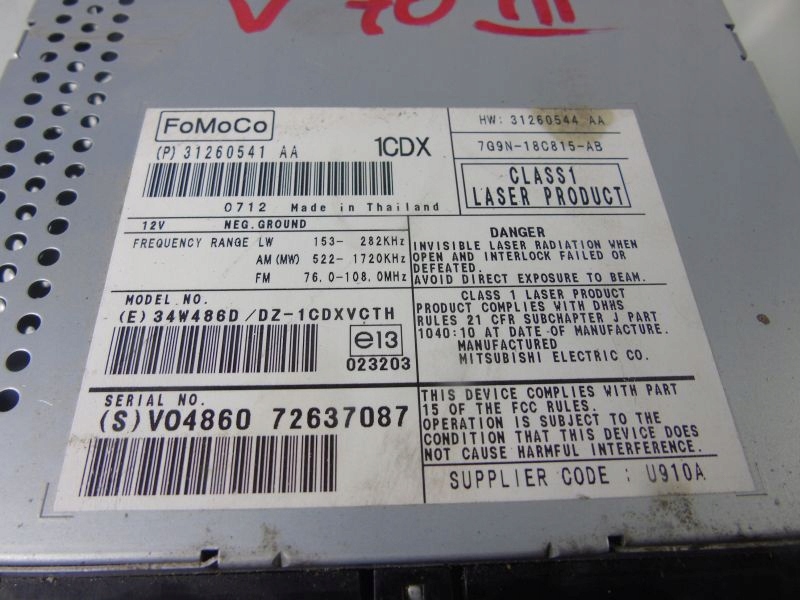 V 70 III
FoMoCo
(P) 31260541 AA
1CDX
0712 Made in Thailand
HW: 31260544 AA
7G9N-18C815-AB
CLASS1
LASER PRODUCT
12V NEG.GROUND
FREQUENCY RANGE LW 153- 282KHz
AM(MW) 522- 1720KHz
FM 76.0-108.0MHz
DANGER
INVISIBLE LASER RADIATION WHEN
OPEN AND INTERLOCK FAILED OR
DEFEATED.
AVOID DIRECT EXPOSURE TO BEAM.
MODEL NO.
(E) 34W486D/DZ-1CDXVCTH
e13
023203
CLASS 1 LASER PRODUCT
PRODUCT COMPLIES WITH DHHS
RULES 21 CFR SUBCHAPTER J PART
1040:10 AT DATE OF MANUFACTURE.
MANUFACTURED
MITSUBISHI ELECTRIC CO.
SERIAL NO.
(S)VO4860 72637087
THIS DEVICE COMPLIES WITH PART
15 OF THE FCC RULES.
OPERATION IS SUBJECT TO THE
CONDITION THAT THIS DEVICE DOES
NOT CAUSE HARMFUL INTERFERENCE.
SUPPLIER CODE : U910A